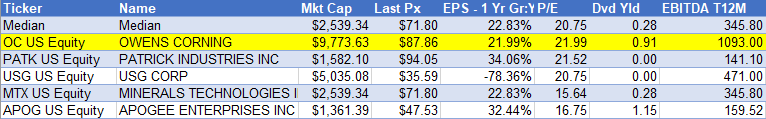 Ticker Name Mkt Cap Last Px EPS - 1 Yr Gr:Y P/E Dvd Yld EBITDA T12M
Median Median $2,539.34 $71.80 22.83% 20.75 0.28 345.80
OC US Equity OWENS CORNING $9,773.63 $87.86 21.99% 21.99 0.91 1093.00
PATK US Equity PATRICK INDUSTRIES INC $1,582.10 $94.05 34.06% 21.52 0.00 141.10
USG US Equity USG CORP $5,035.08 $35.59 -78.36% 20.75 0.00 471.00
MTX US Equity MINERALS TECHNOLOGIES I $2,539.34 $71.80 22.83% 15.64 0.28 345.80
APOG US Equity APOGEE ENTERPRISES INC $1,361.39 $47.53 32.44% 16.75 1.15 159.52